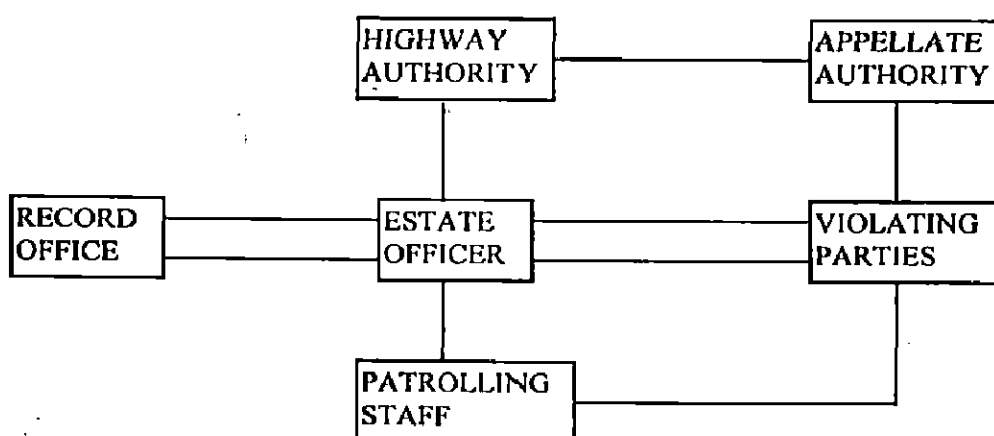 HIGHWAY
AUTHORITY
APPELLATE
AUTHORITY
RECORD
OFFICE
ESTATE
OFFICER
VIOLATING
PARTIES
PATROLLING
STAFF